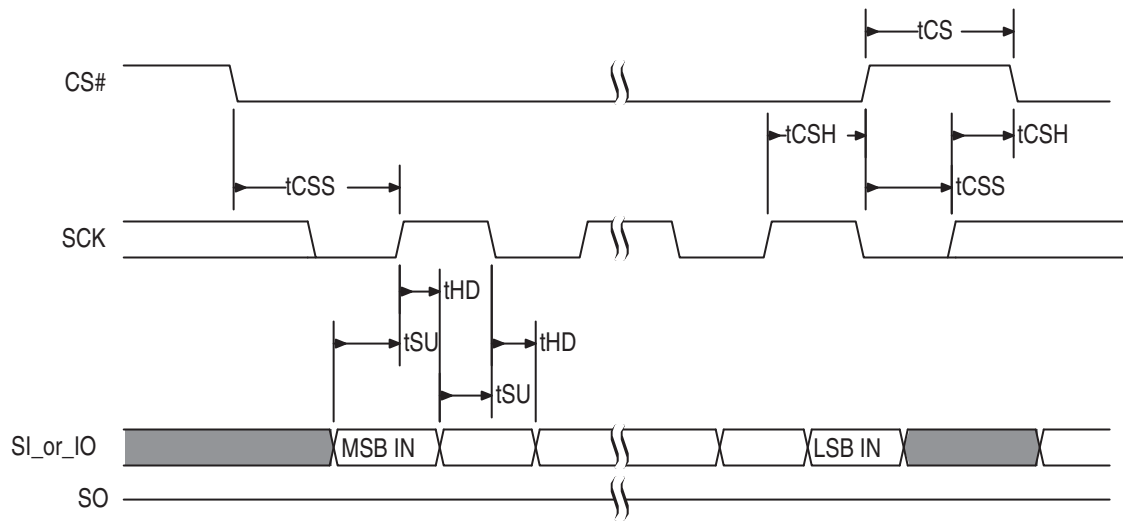 tCS
CS#
tCSH
tCSH
tCSS
tCSS
SCK
tHD
tSU
tHD
tSU
SI_or_IO
MSB IN
LSB IN
SO